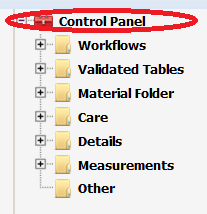 Control Panel
Workflows
Validated Tables
Material Folder
Care
Details
Measurements
Other